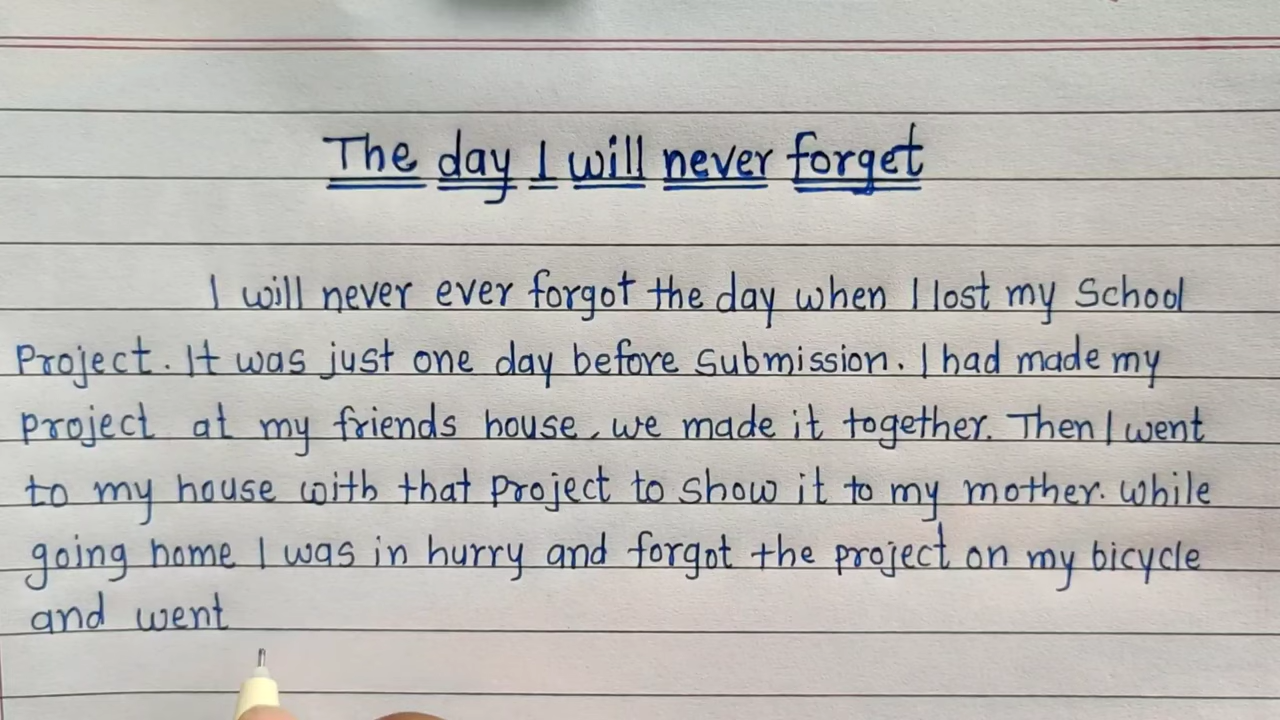 The day I will never forget
I will never ever forgot the day when I lost my School
Project. It was just one day before submission. I had made my
project at my friends house, we made it together. Then I went
to my house with that project to show it to my mother. while
going home I was in hurry and forgot the project on my bicycle
and went